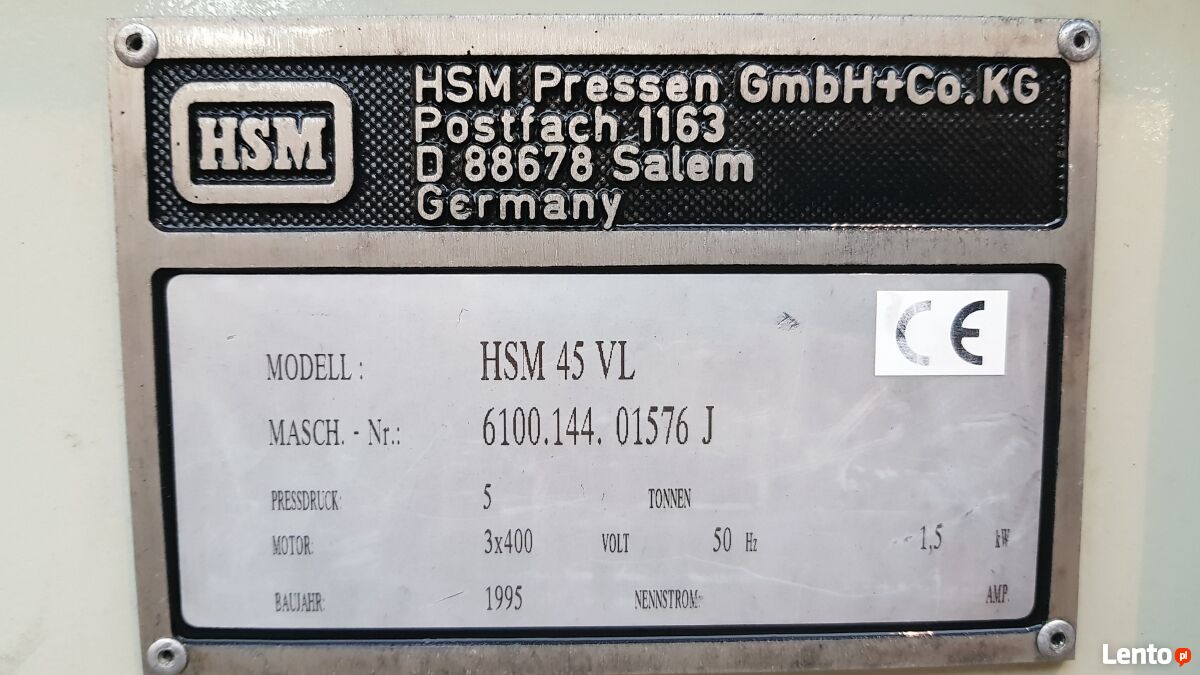 HSM
HSM Pressen GmbH+Co. KG
Postfach 1163
D 88678 Salem
Germany
CE
MODELL : HSM 45 VL
MASCH. - Nr.: 6100.144. 01576 J
PRESSDRUCK: 5 TONNEN
MOTOR: 3x400 VOLT 50 Hz 1,5 kW
BAUJAHR: 1995 NENNSTROM: AMP.
Lento.pl